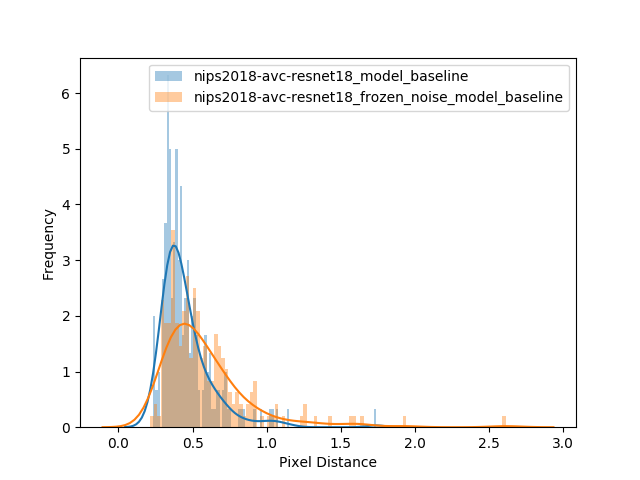 nips2018-avc-resnet18_model_baseline
nips2018-avc-resnet18_frozen_noise_model_baseline
6
5
4
3
2
1
0
Frequency
0.0 0.5 1.0 1.5 2.0 2.5 3.0
Pixel Distance